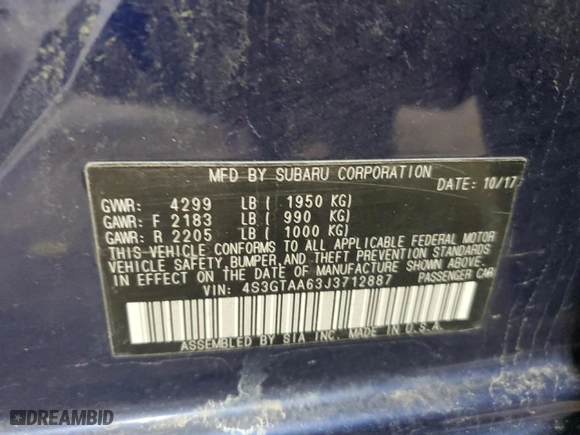 MFD BY SUBARU CORPORATION
DATE: 10/17
GVWR: 4299 LB ( 1950 KG)
GAWR: F 2183 LB ( 990 KG)
GAWR: R 2205 LB ( 1000 KG)
THIS VEHICLE CONFORMS TO ALL APPLICABLE FEDERAL MOTOR
VEHICLE SAFETY, BUMPER, AND THEFT PREVENTION STANDARDS
IN EFFECT ON THE DATE OF MANUFACTURE SHOWN ABOVE.
VIN: 4S3GTAA63J3712887 PASSENGER CAR
ASSEMBLED BY SIA INC. MADE IN U.S.A.
DREAMBID